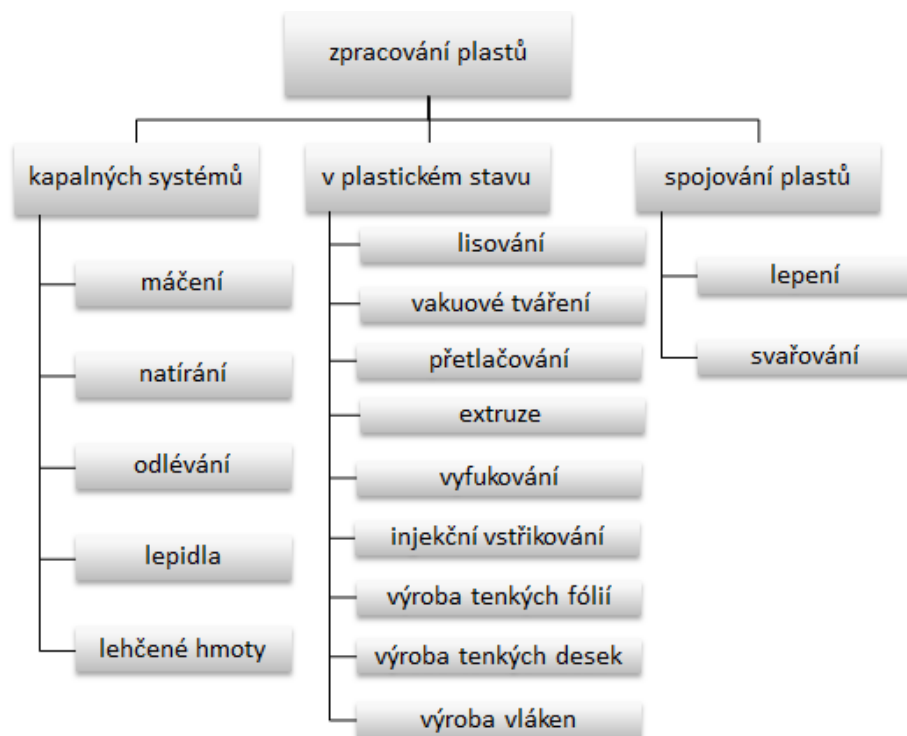 zpracování plastů
kapalných systémů
máčení
natírání
odlévání
lepidla
lehčené hmoty
v plastickém stavu
lisování
vakuové tváření
přetlačování
extruze
vyfukování
injekční vstřikování
výroba tenkých fólií
výroba tenkých desek
výroba vláken
spojování plastů
lepení
svařování